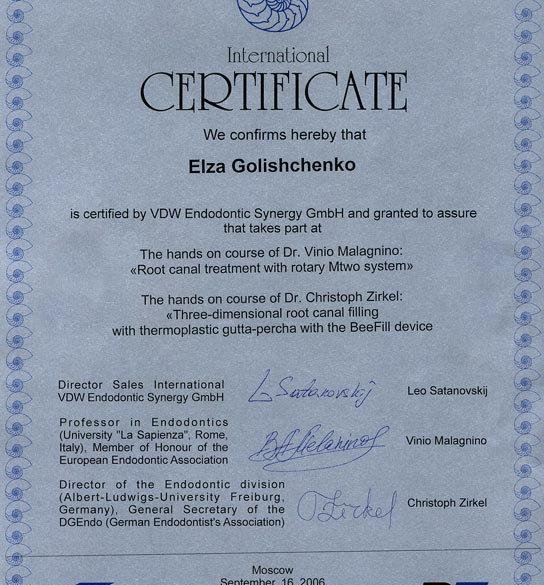 International
CERTIFICATE
We confirms hereby that
Elza Golishchenko
is certified by VDW Endodontic Synergy GmbH and granted to assure
that takes part at
The hands on course of Dr. Vinio Malagnino:
«Root canal treatment with rotary Mtwo system»
The hands on course of Dr. Christoph Zirkel:
«Three-dimensional root canal filling
with thermoplastic gutta-percha with the BeeFill device
Director Sales International
VDW Endodontic Synergy GmbH
L Satanovskij
Leo Satanovskij
Professor in Endodontics
(University "La Sapienza", Rome,
Italy), Member of Honour of the
European Endodontic Association
Vinio Malagnino
Director of the Endodontic division
(Albert-Ludwigs-University Freiburg,
Germany), General Secretary of the
DGEndo (German Endodontist's Association)
Zirkel
Christoph Zirkel
Moscow
September, 16, 2006